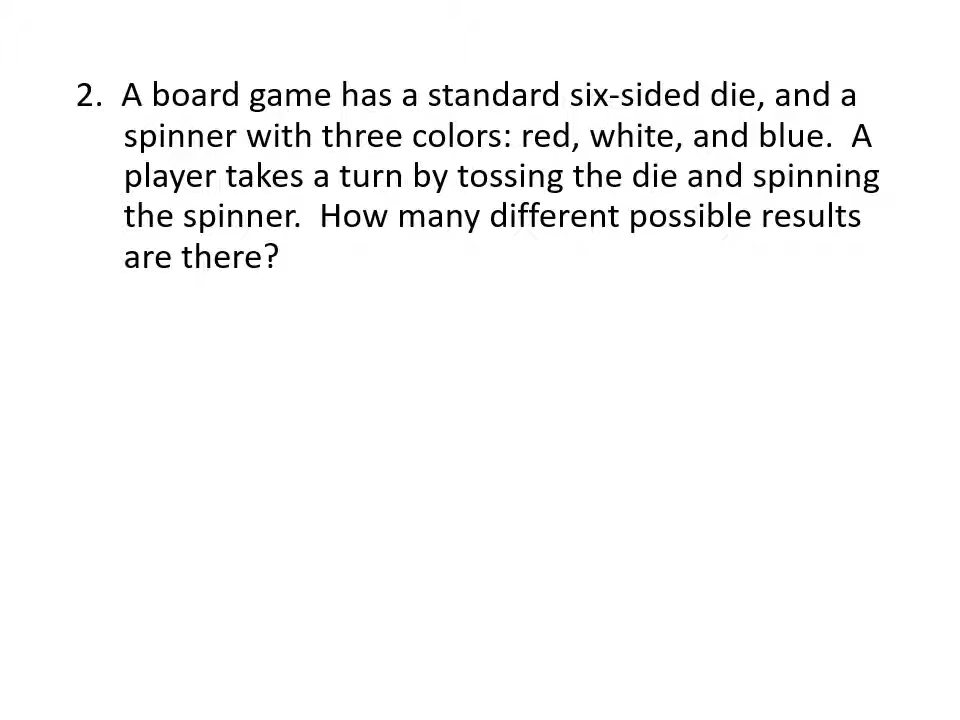 2. A board game has a standard six-sided die, and a
spinner with three colors: red, white, and blue. A
player takes a turn by tossing the die and spinning
the spinner. How many different possible results
are there?